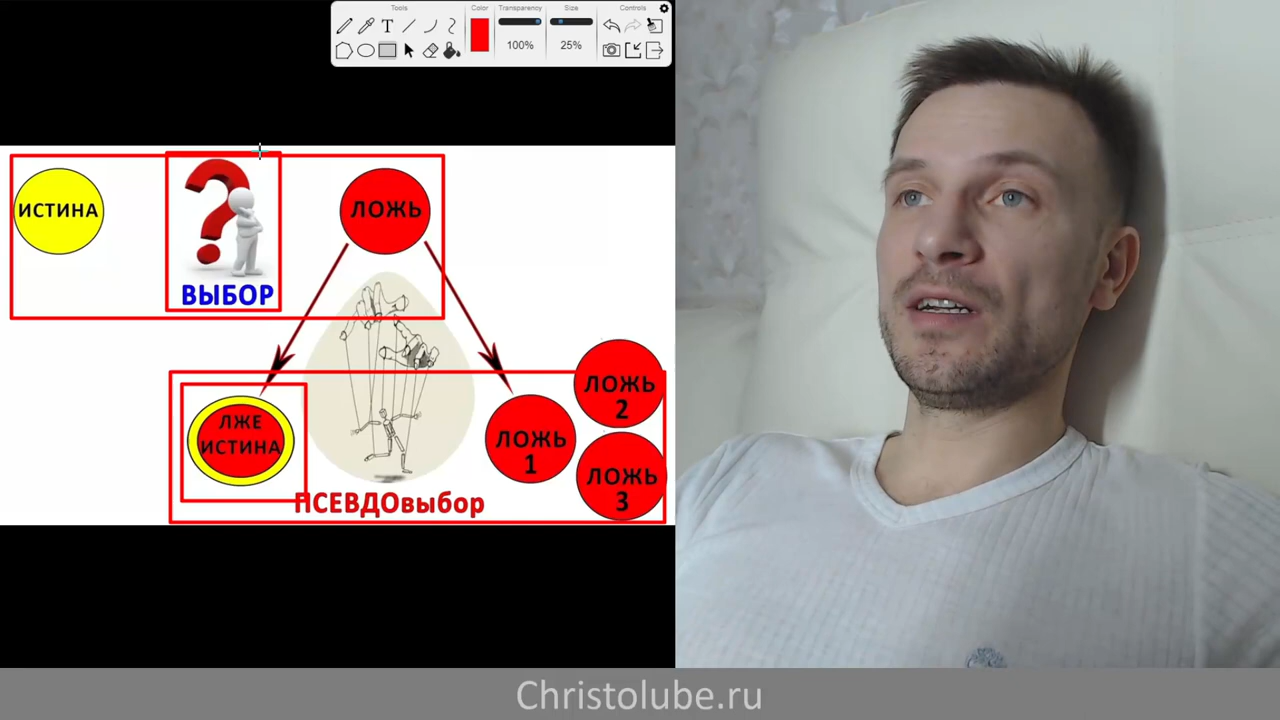 Tools
Color
Transparency
Size
Controls
100%
25%
ИСТИНА
ЛОЖЬ
ВЫБОР
ЛЖЕ
ИСТИНА
ЛОЖЬ
1
ЛОЖЬ
2
ЛОЖЬ
3
ПСЕВДОвыбор
Christolube.ru